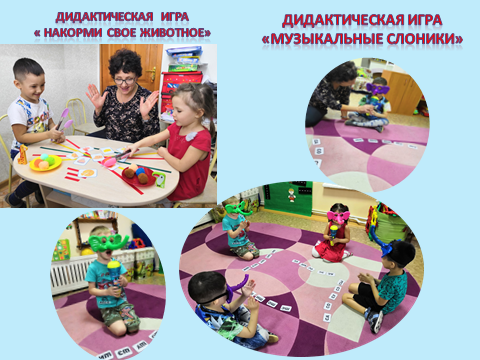 ДИДАКТИЧЕСКАЯ ИГРА
« НАКОРМИ СВОЕ ЖИВОТНОЕ»
ДИДАКТИЧЕСКАЯ ИГРА
«МУЗЫКАЛЬНЫЕ СЛОНИКИ»